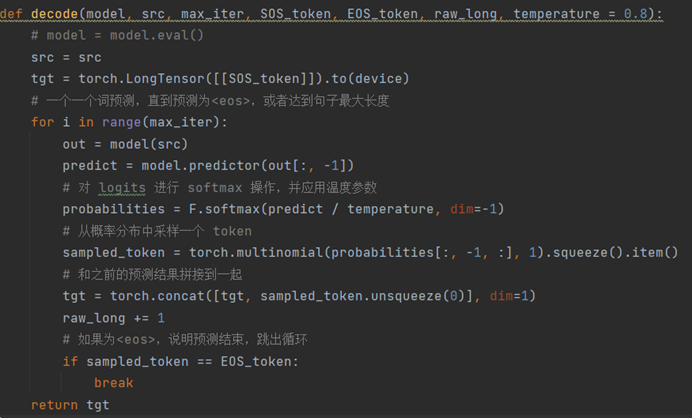 def decode(model, src, max_iter, SOS_token, EOS_token, raw_long, temperature = 0.8):
    # model = model.eval()
    src = src
    tgt = torch.LongTensor([[SOS_token]]).to(device)
    # 一个一个词预测，直到预测为<eos>，或者达到句子最大长度
    for i in range(max_iter):
        out = model(src)
        predict = model.predictor(out[:, -1])
        # 对 logits 进行 softmax 操作，并应用温度参数
        probabilities = F.softmax(predict / temperature, dim=-1)
        # 从概率分布中采样一个 token
        sampled_token = torch.multinomial(probabilities[:, -1, :], 1).squeeze().item()
        # 和之前的预测结果拼接到一起
        tgt = torch.concat([tgt, sampled_token.unsqueeze(0)], dim=1)
        raw_long += 1
        # 如果为<eos>，说明预测结束，跳出循环
        if sampled_token == EOS_token:
            break
    return tgt